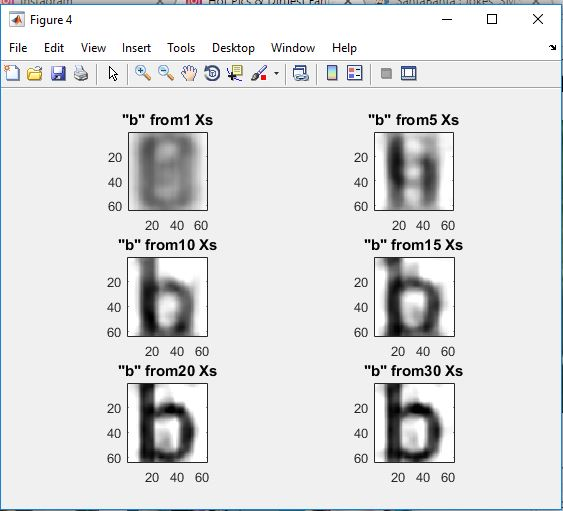 Instagram
Figure 4
File Edit View Insert Tools Desktop Window Help
"b" from1 Xs
"b" from5 Xs
20
40
60
20 40 60
20
40
60
20 40 60
"b" from10 Xs
"b" from15 Xs
20
40
60
20 40 60
20
40
60
20 40 60
"b" from20 Xs
"b" from30 Xs
20
40
60
20 40 60
20
40
60
20 40 60